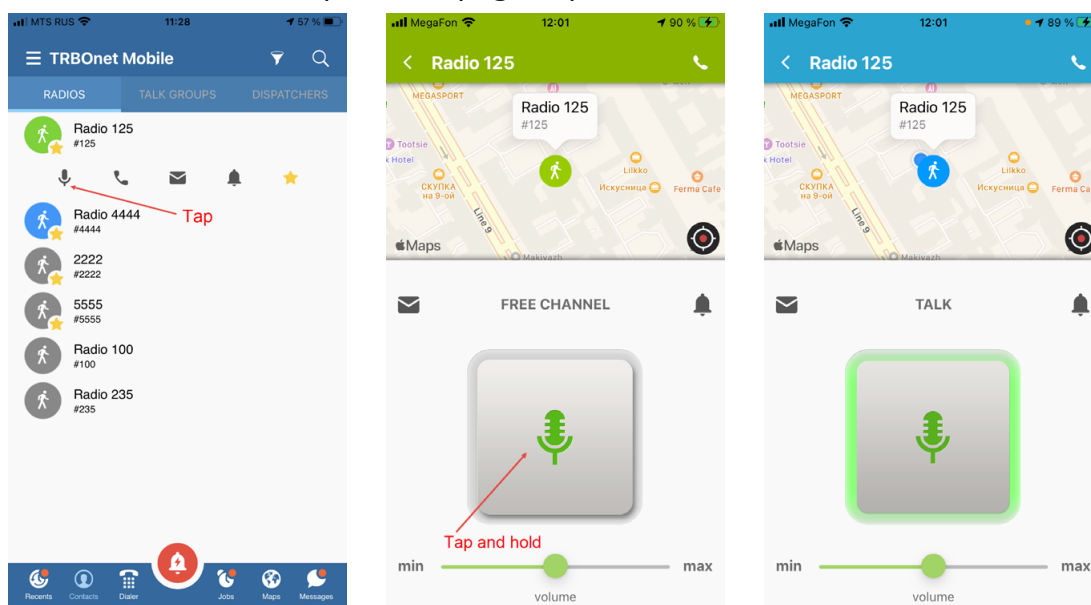 MTS RUS 11:28 57 %
TRBOnet Mobile
RADIOS TALK GROUPS DISPATCHERS
Radio 125
#125
Tap
Radio 4444
#4444
2222
#2222
5555
#5555
Radio 100
#100
Radio 235
#235
Recents Contacts Dialer Jobs Maps Messages
MegaFon 12:01 90 %
Radio 125
MEGASPORT
Radio 125
#125
Tootsie
k Hotel
Lilkko
СКУПКА
на 9-ой
Искусница
Ferma Cafe
Line 9
Maps
Makiyazh
FREE CHANNEL
Tap and hold
min max
volume
MegaFon 12:01 89 %
Radio 125
MEGASPORT
Radio 125
#125
Tootsie
k Hotel
Lilkko
СКУПКА
на 9-ой
Искусница
Ferma Ca
Line 9
Maps
Makiyazh
TALK
min max
volume